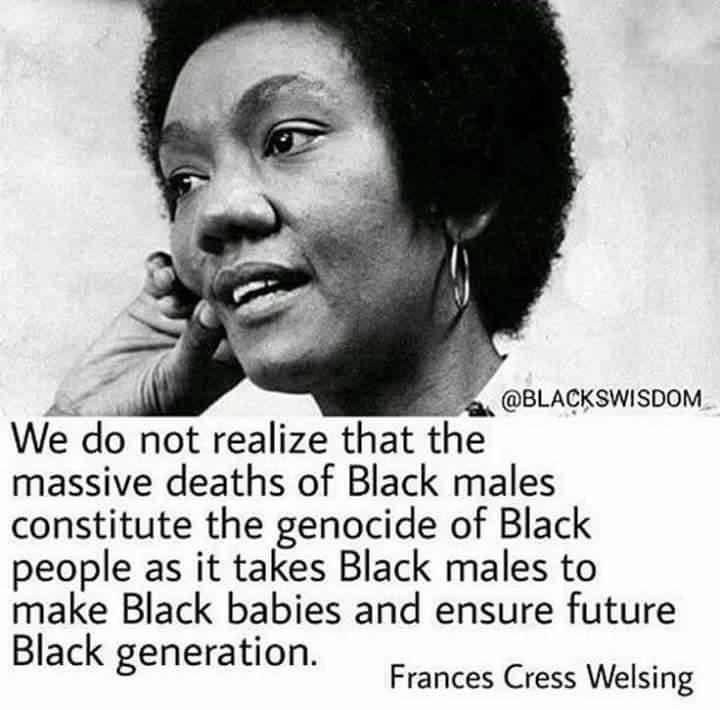 @BLACKSWISDOM
We do not realize that the
massive deaths of Black males
constitute the genocide of Black
people as it takes Black males to
make Black babies and ensure future
Black generation.
Frances Cress Welsing